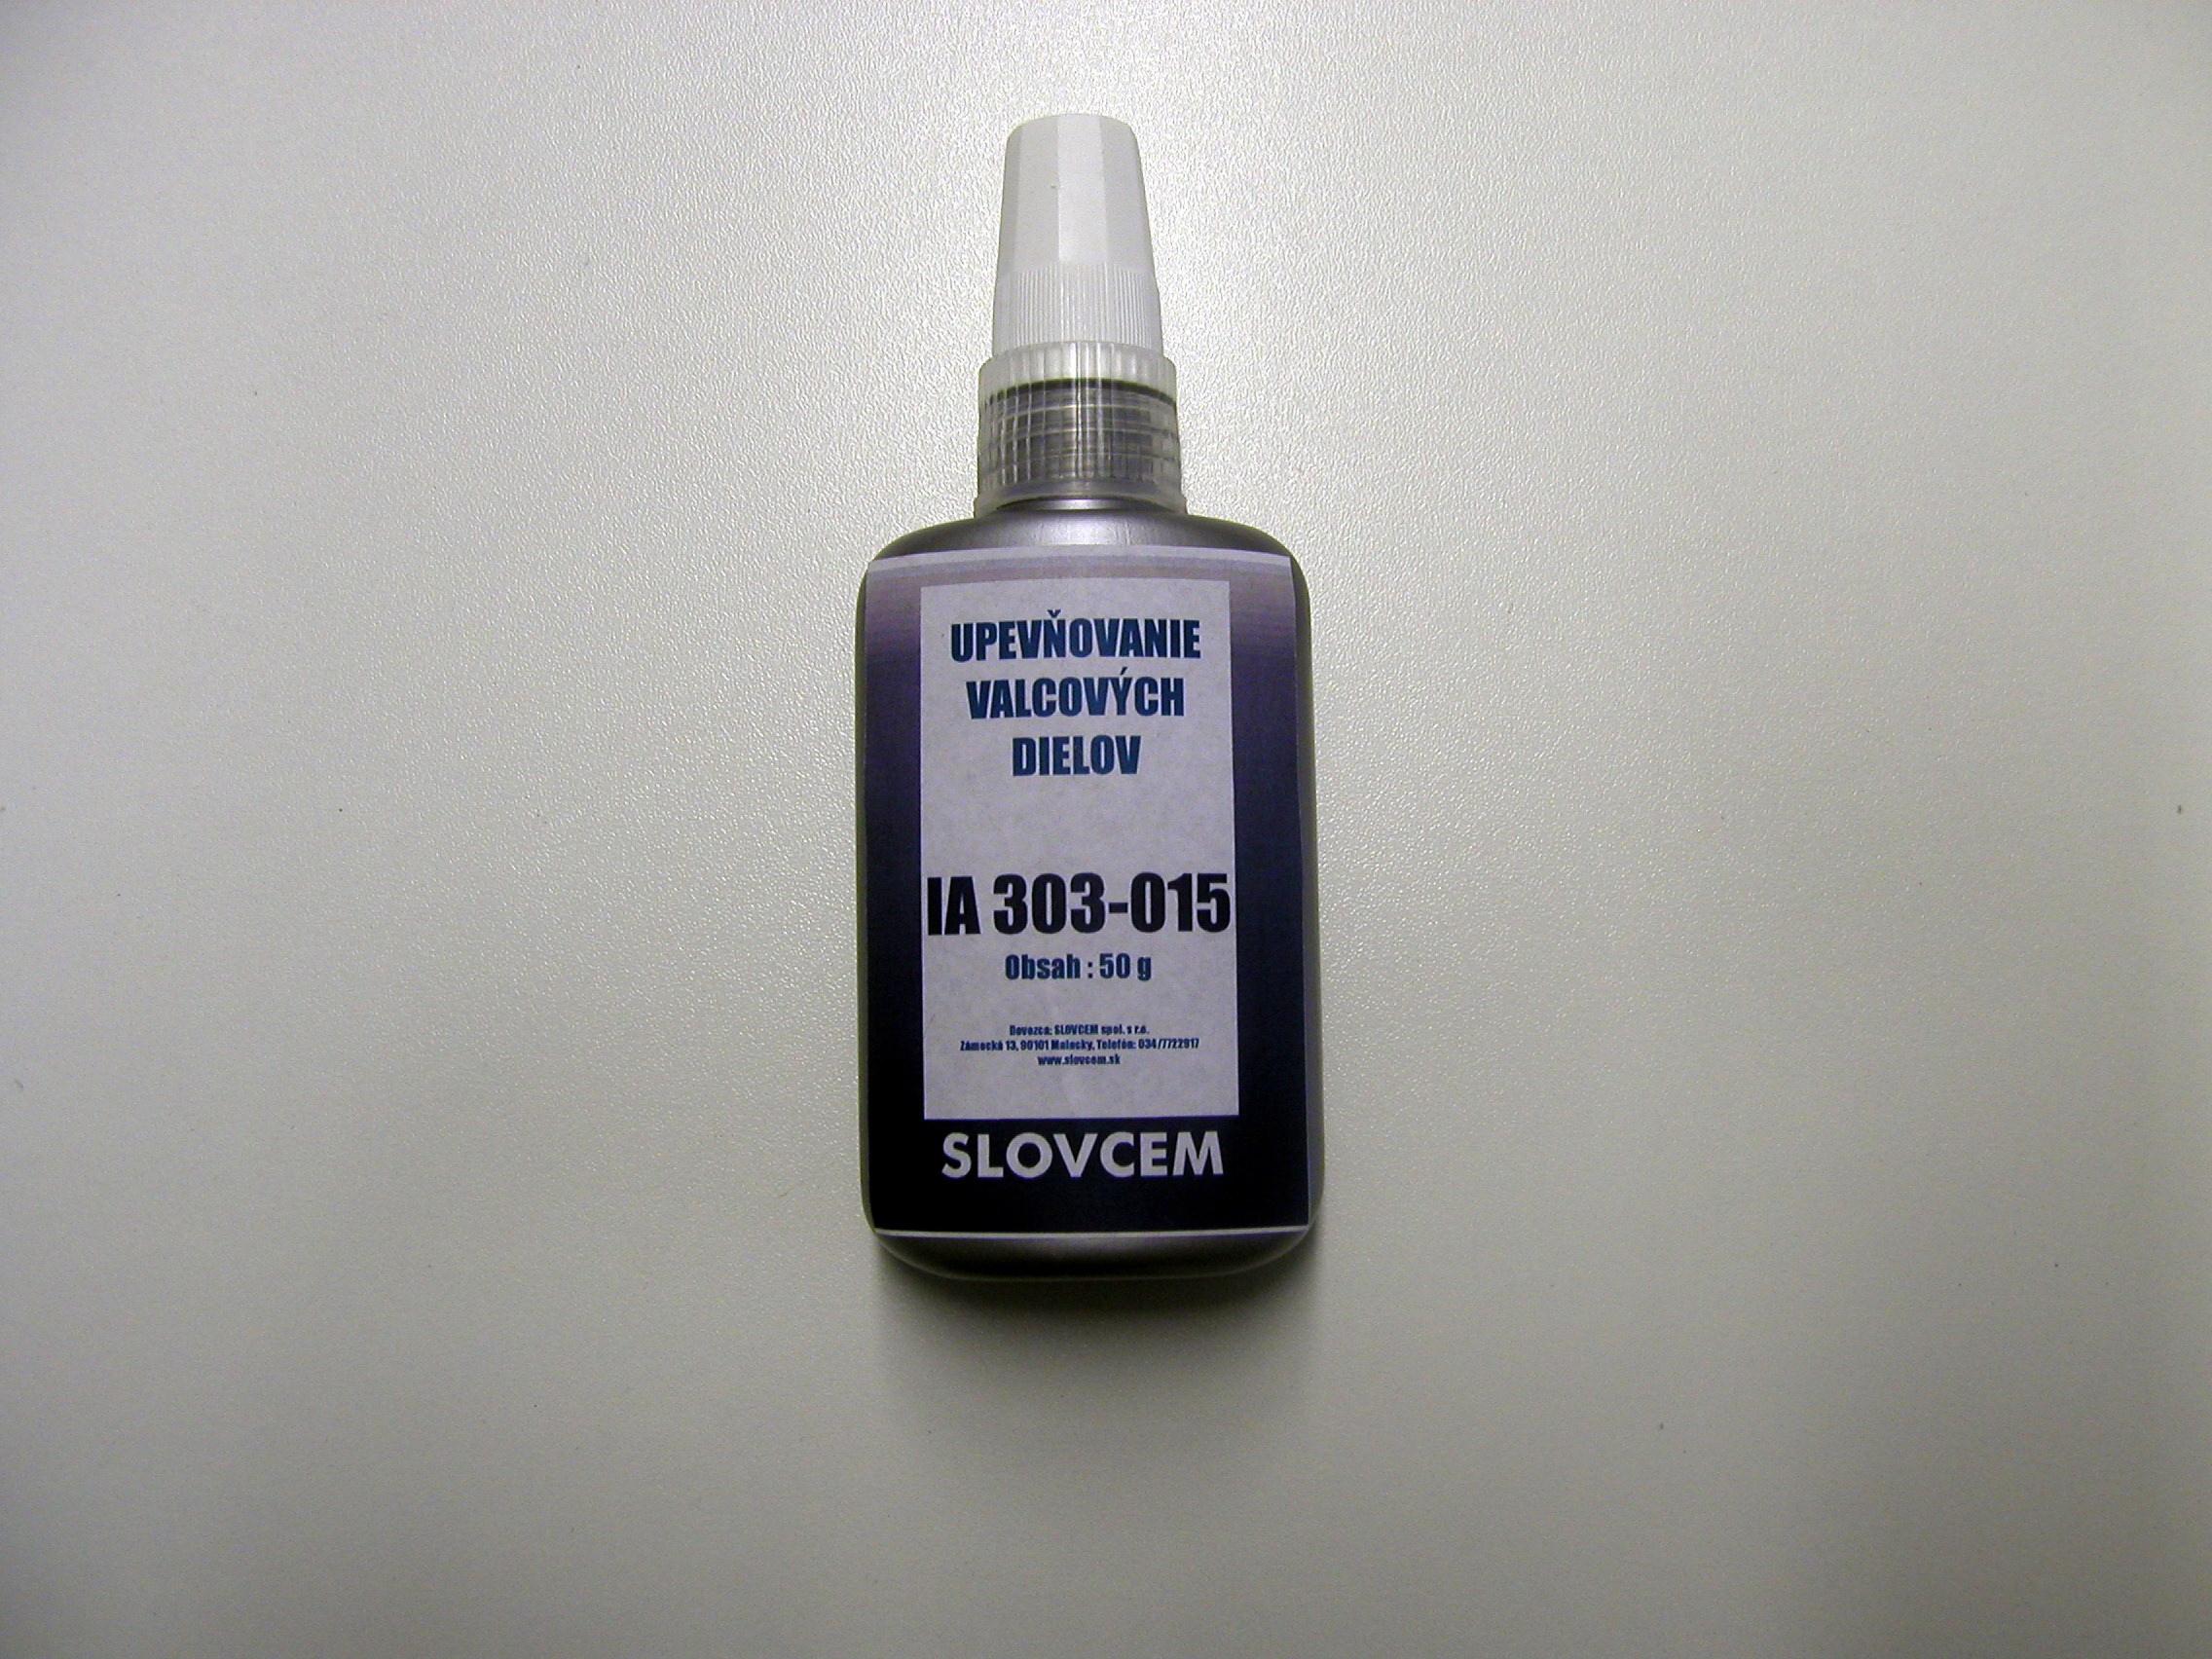 UPEVŇOVANIE
VALCOVÝCH
DIELOV
IA 303-015
Obsah : 50 g
Dovozca: SLOVCEM spol. s r.o.
Zámocká 13, 90101 Malacky, Telefón: 034/7722917
www.slovcem.sk
SLOVCEM